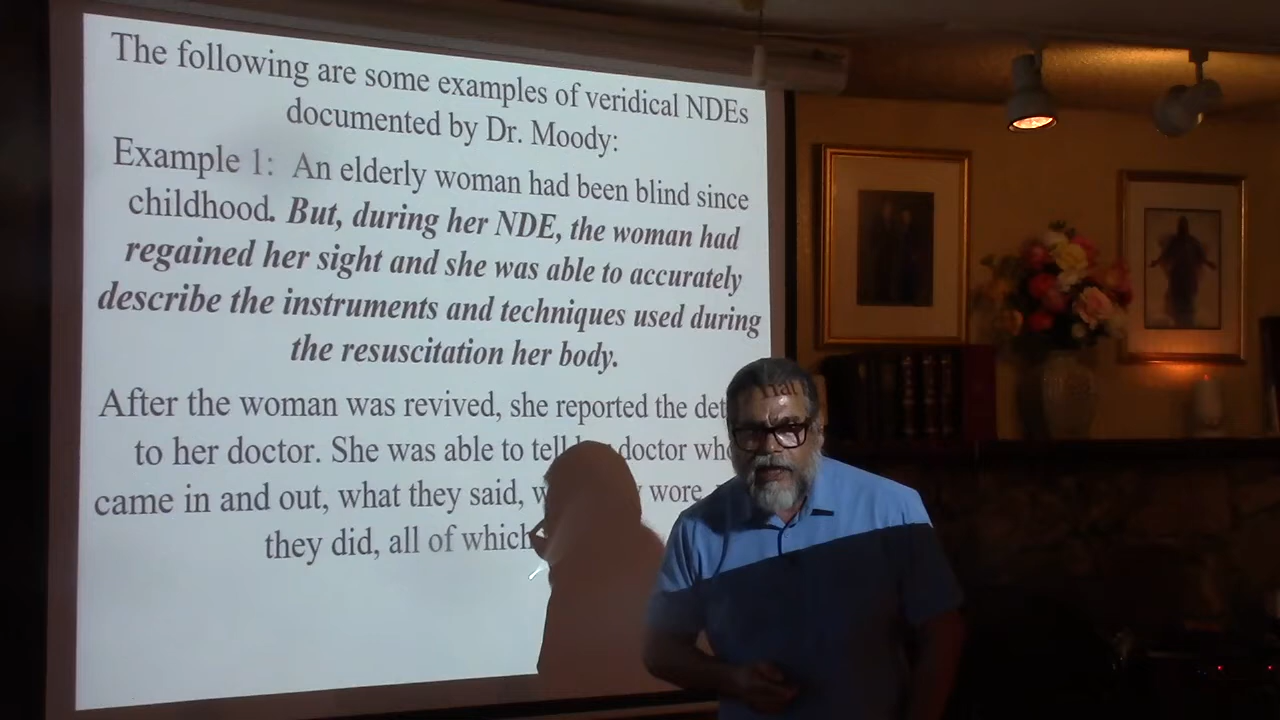 The following are some examples of veridical NDEs
documented by Dr. Moody:
Example 1: An elderly woman had been blind since
childhood. But, during her NDE, the woman had
regained her sight and she was able to accurately
describe the instruments and techniques used during
the resuscitation her body.
After the woman was revived, she reported the det
to her doctor. She was able to tell doctor who
came in and out, what they said, wore,
they did, all of which